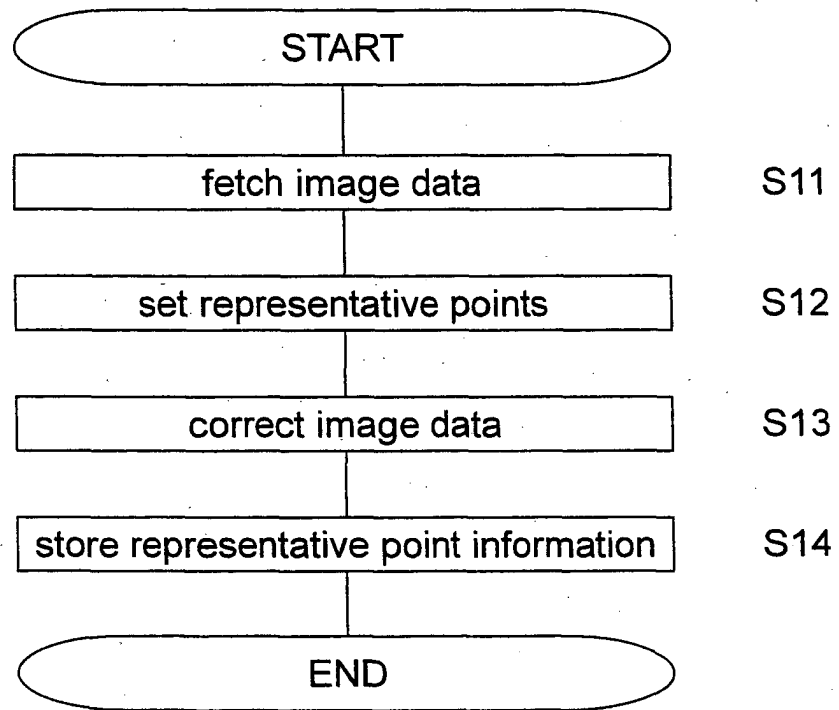 START
fetch image data S11
set representative points S12
correct image data S13
store representative point information S14
END